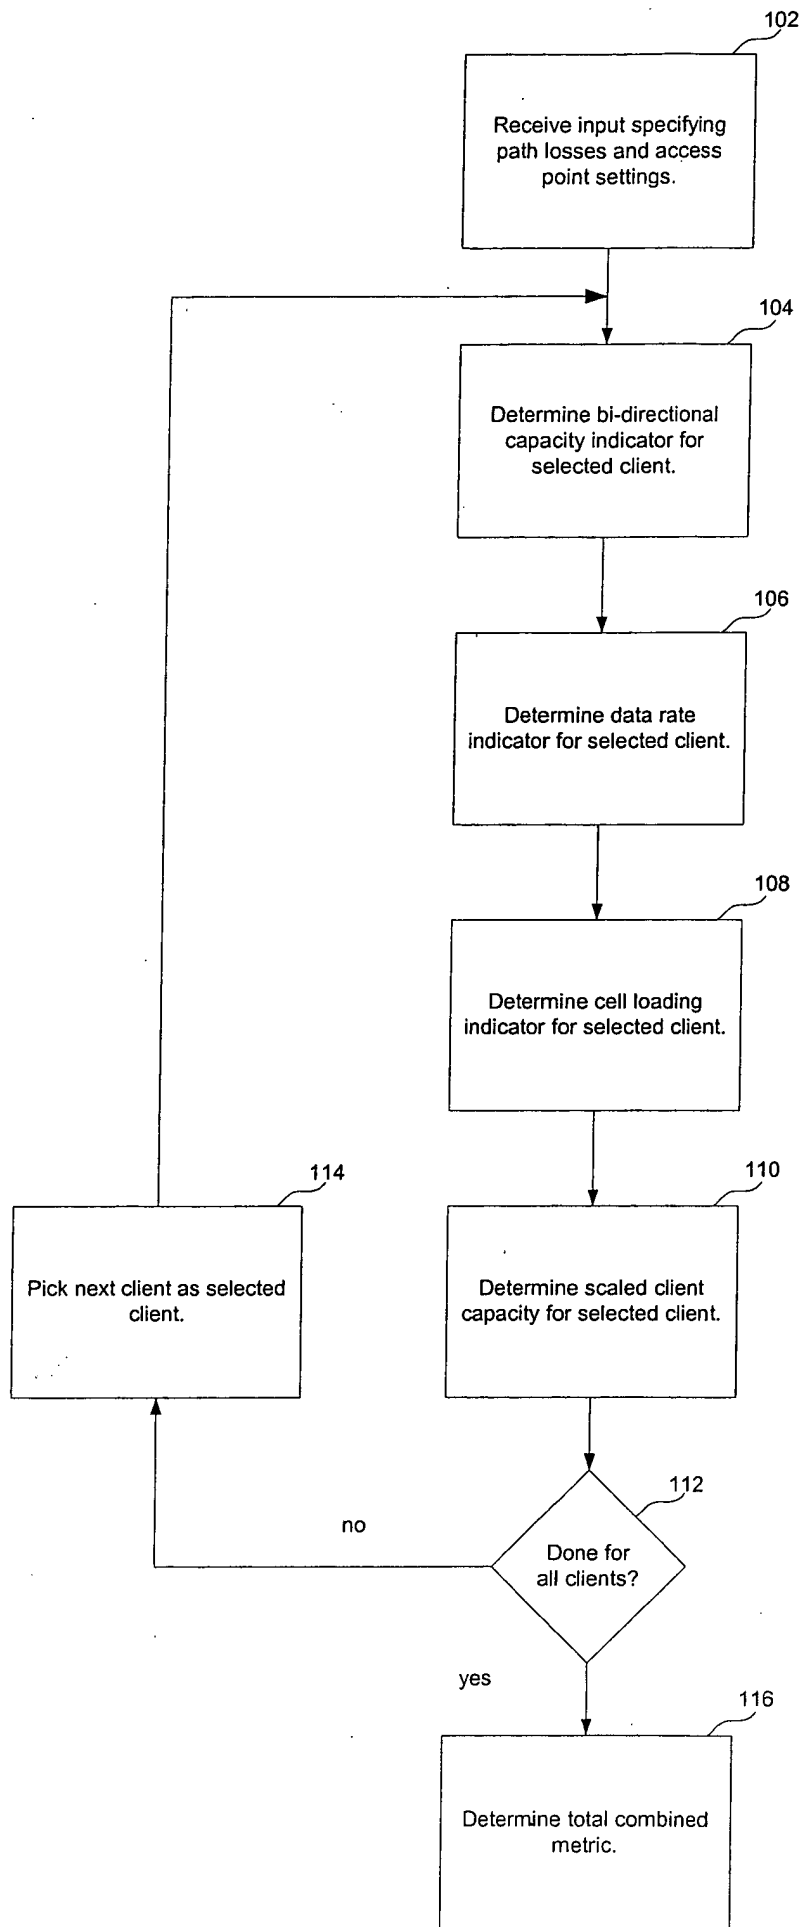 102
Receive input specifying
path losses and access
point settings.
104
Determine bi-directional
capacity indicator for
selected client.
106
Determine data rate
indicator for selected client.
108
Determine cell loading
indicator for selected client.
110
Determine scaled client
capacity for selected client.
114
Pick next client as selected
client.
112
Done for
all clients?
no
yes
116
Determine total combined
metric.